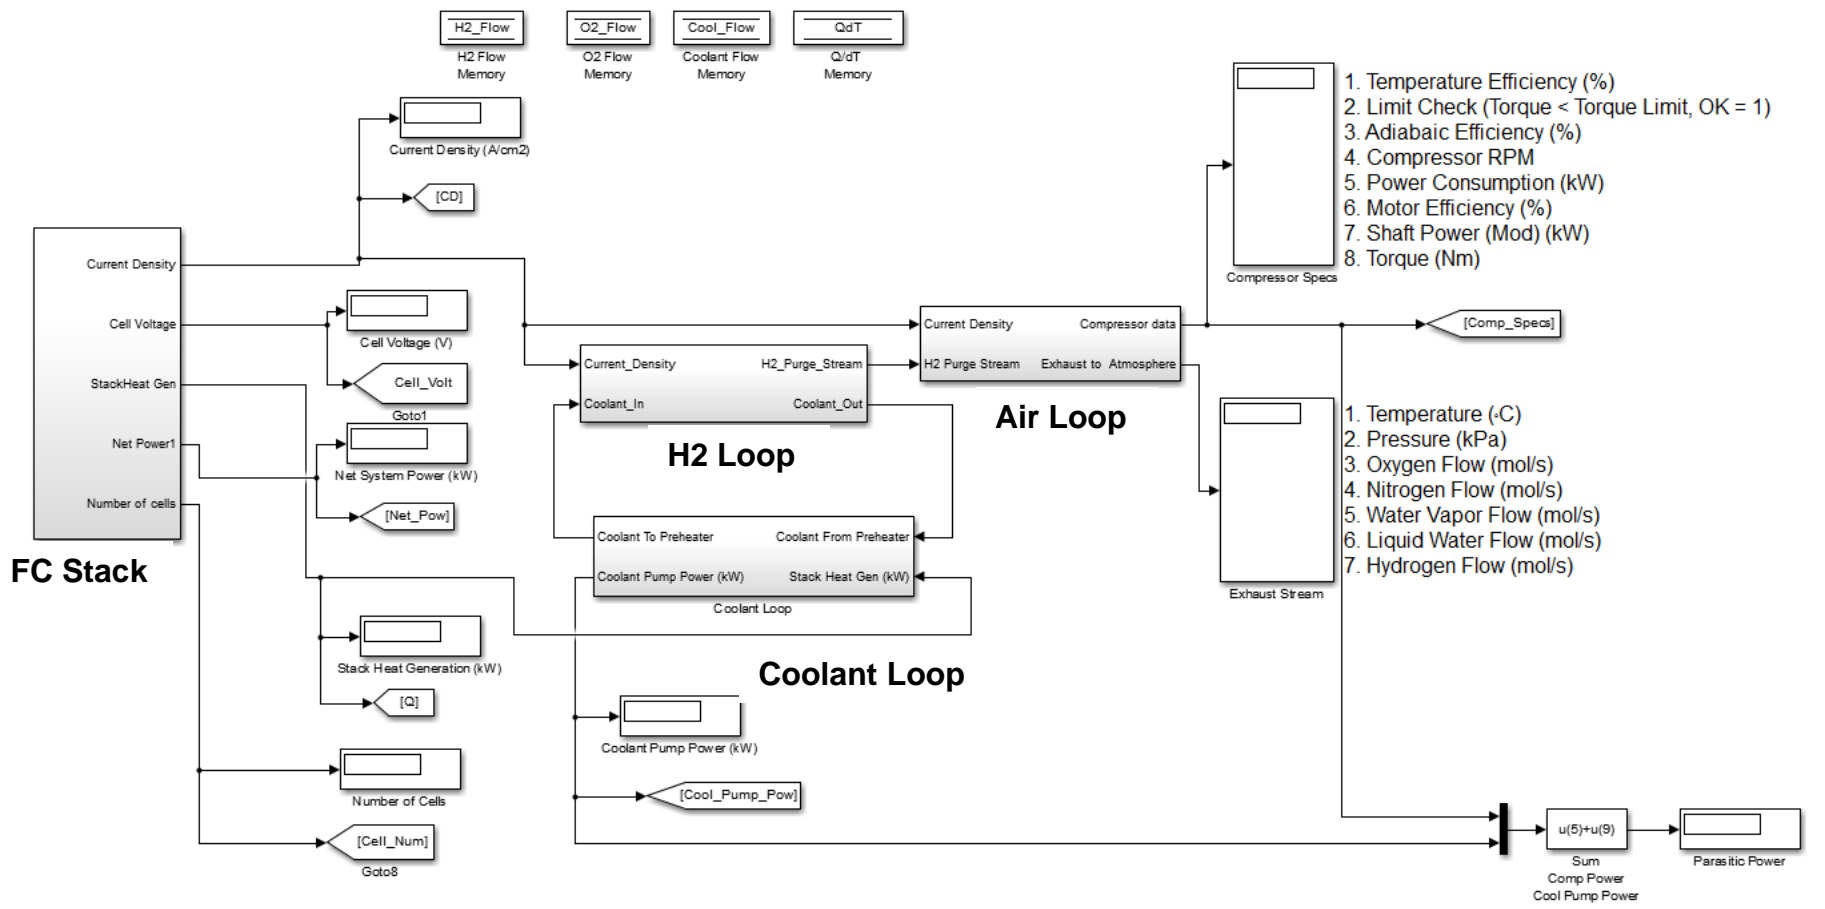 H2_Flow
H2 Flow
Memory
O2_Flow
O2 Flow
Memory
Cool_Flow
Coolant Flow
Memory
QdT
Q/dT
Memory
Current Density (A/cm2)
[CD]
Current Density
Cell Voltage
StackHeat Gen
Net Power1
Number of cells
FC Stack
Cell Voltage (V)
Cell_Volt
Goto1
Net System Power (kW)
[Net_Pow]
Stack Heat Generation (kW)
[Q]
Number of Cells
[Cell_Num]
Goto8
Current_Density
H2_Purge_Stream
Coolant_In
Coolant_Out
H2 Loop
Coolant To Preheater
Coolant From Preheater
Coolant Pump Power (kW)
Stack Heat Gen (kW)
Coolant Loop
Coolant Loop
Coolant Pump Power (kW)
[Cool_Pump_Pow]
Current Density
Compressor data
H2 Purge Stream
Exhaust to Atmosphere
Air Loop
Compressor Specs
1. Temperature Efficiency (%)
2. Limit Check (Torque < Torque Limit, OK = 1)
3. Adiabaic Efficiency (%)
4. Compressor RPM
5. Power Consumption (kW)
6. Motor Efficiency (%)
7. Shaft Power (Mod) (kW)
8. Torque (Nm)
[Comp_Specs]
Exhaust Stream
1. Temperature (◦C)
2. Pressure (kPa)
3. Oxygen Flow (mol/s)
4. Nitrogen Flow (mol/s)
5. Water Vapor Flow (mol/s)
6. Liquid Water Flow (mol/s)
7. Hydrogen Flow (mol/s)
u(5)+u(9)
Sum
Comp Power
Cool Pump Power
Parasitic Power